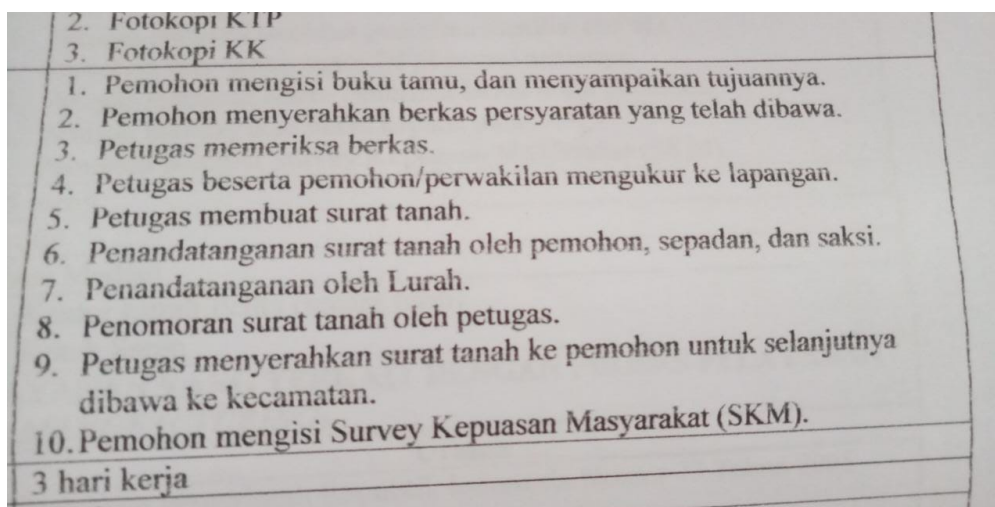 2. Fotokopi KTP
3. Fotokopi KK
1. Pemohon mengisi buku tamu, dan menyampaikan tujuannya.
2. Pemohon menyerahkan berkas persyaratan yang telah dibawa.
3. Petugas memeriksa berkas.
4. Petugas beserta pemohon/perwakilan mengukur ke lapangan.
5. Petugas membuat surat tanah.
6. Penandatanganan surat tanah oleh pemohon, sepadan, dan saksi.
7. Penandatanganan oleh Lurah.
8. Penomoran surat tanah oleh petugas.
9. Petugas menyerahkan surat tanah ke pemohon untuk selanjutnya
dibawa ke kecamatan.
10. Pemohon mengisi Survey Kepuasan Masyarakat (SKM).
3 hari kerja